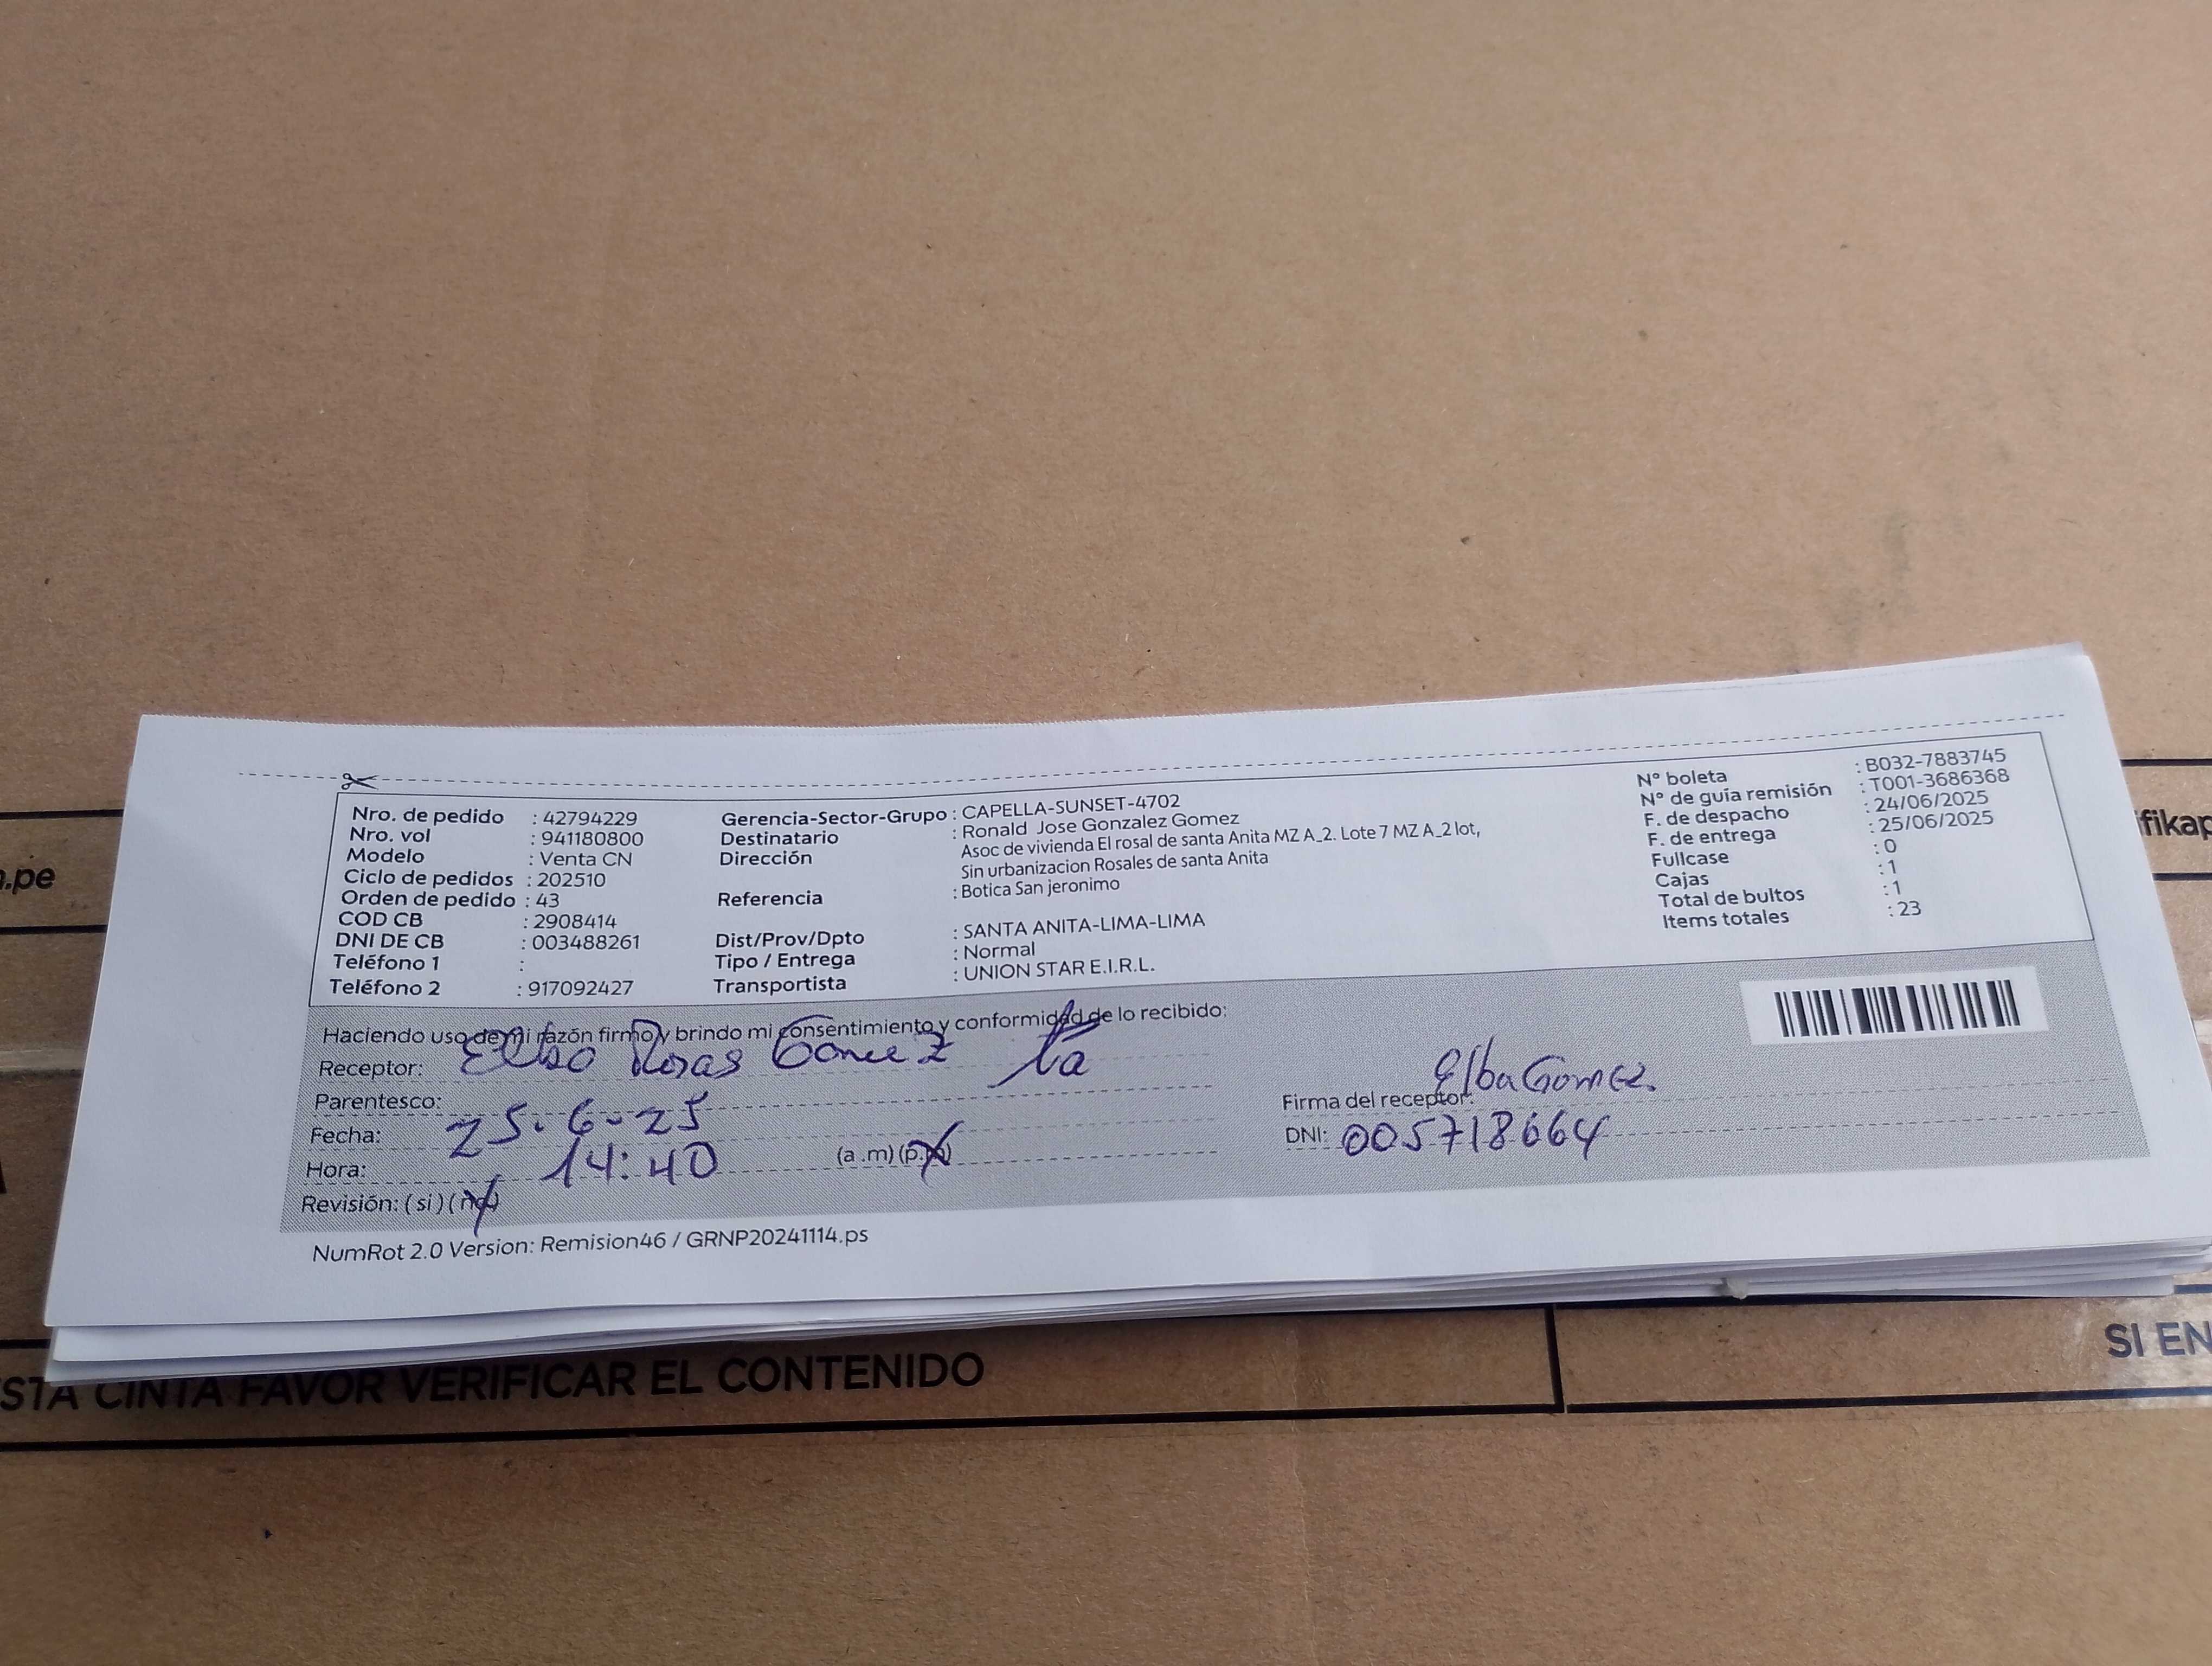 Nro. de pedido : 42794229
Nro. vol : 941180800
Modelo : Venta CN
Ciclo de pedidos : 202510
Orden de pedido : 43
COD CB : 2908414
DNI DE CB : 003488261
Teléfono 1 :
Teléfono 2 : 917092427
Gerencia-Sector-Grupo : CAPELLA-SUNSET-4702
Destinatario : Ronald Jose Gonzalez Gomez
Dirección Asoc de vivienda El rosal de santa Anita MZ A_2. Lote 7 MZ A_2 lot,
Sin urbanizacion Rosales de santa Anita
Referencia : Botica San jeronimo
Dist/Prov/Dpto : SANTA ANITA-LIMA-LIMA
Tipo / Entrega : Normal
Transportista : UNION STAR E.I.R.L.
N° boleta : B032-7883745
N° de guía remisión : T001-3686368
F. de despacho : 24/06/2025
F. de entrega : 25/06/2025
Fullcase : 0
Cajas : 1
Total de bultos : 1
Items totales : 23
Haciendo uso de mi razón firmo y brindo mi consentimiento y conformidad de lo recibido:
Receptor: Rosas Gomez
Parentesco:
Fecha: 25-6-25
Hora: 14:40 (a .m) (p.m)
Revisión: ( si ) ( no )
Firma del receptor: Elba Gomez.
DNI: 005718664
NumRot 2.0 Version: Remision46 / GRNP20241114.ps
n.pe
fikap
STA CINTA FAVOR VERIFICAR EL CONTENIDO
SI EN